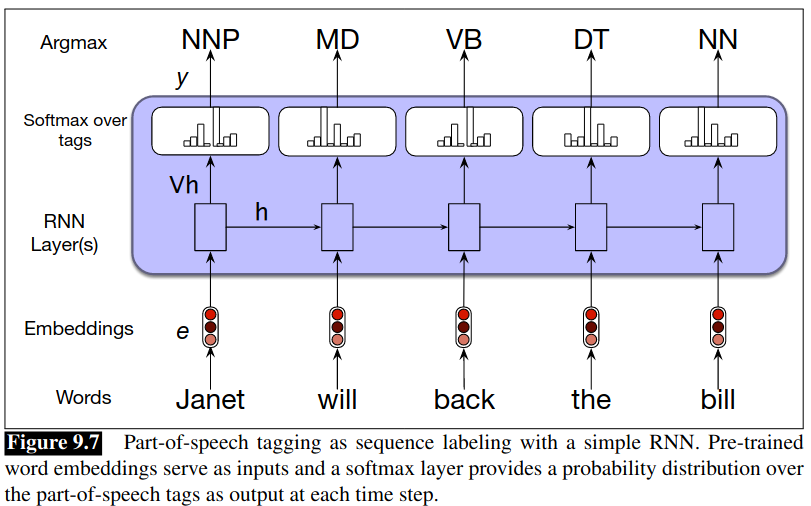 Argmax NNP MD VB DT NN
y
Softmax over
tags
Vh
h
RNN
Layer(s)
Embeddings e
Words Janet will back the bill
Figure 9.7 Part-of-speech tagging as sequence labeling with a simple RNN. Pre-trained
word embeddings serve as inputs and a softmax layer provides a probability distribution over
the part-of-speech tags as output at each time step.